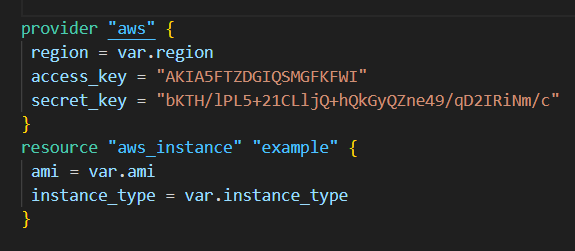 provider "aws" {
region = var.region
access_key = "AKIA5FTZDGIQSMGFKFWI"
secret_key = "bKTH/lPL5+21CLljQ+hQkGyQZne49/qD2IRiNm/c"
}
resource "aws_instance" "example" {
ami = var.ami
instance_type = var.instance_type
}